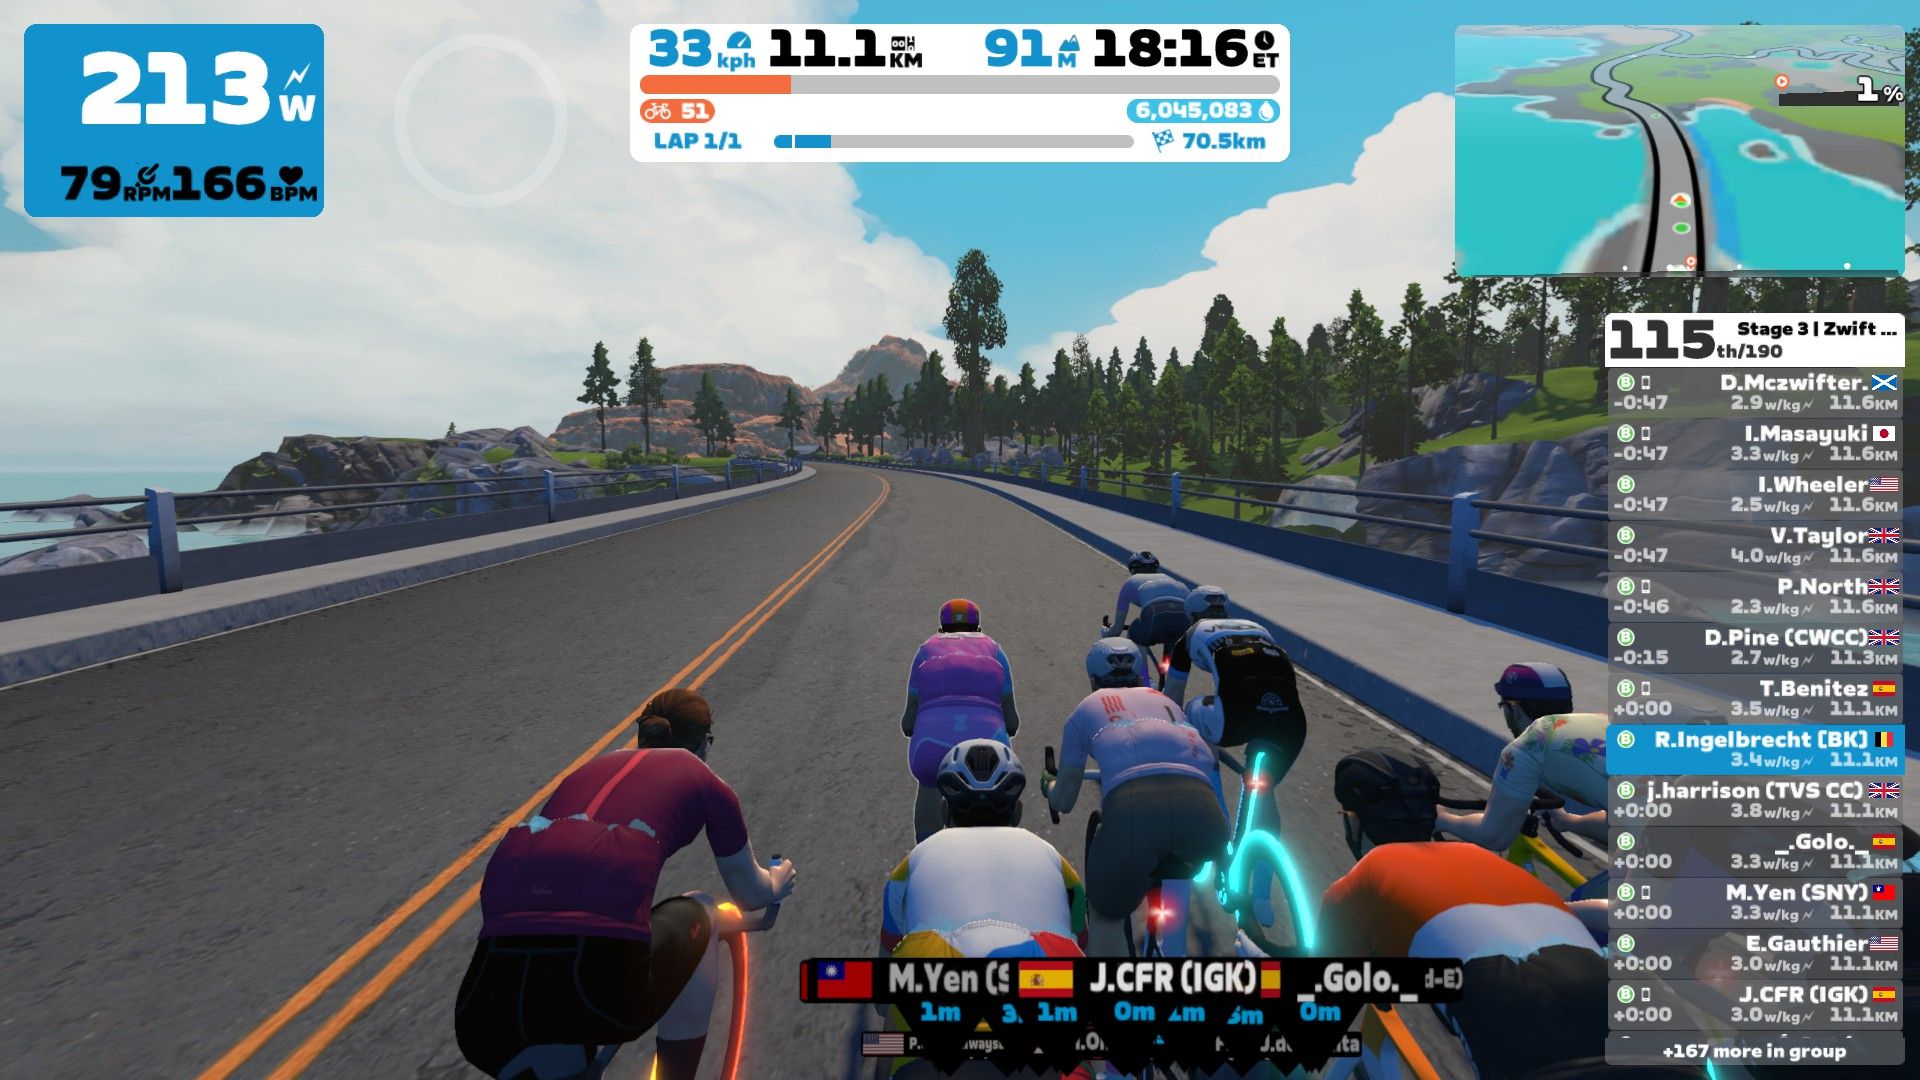 213 W
79 RPM 166 BPM
33 kph 11.1 KM 91 M 18:16 ET
51
6,045,083
LAP 1/1
70.5km
1%
115th/190
Stage 3 | Zwift ...
B D.Mczwifter.
-0:47 2.9w/kg 11.6KM
B I.Masayuki
-0:47 3.3w/kg 11.6KM
B I.Wheeler
-0:47 2.5w/kg 11.6KM
B V.Taylor
-0:47 4.0w/kg 11.6KM
B P.North
-0:46 2.3w/kg 11.6KM
B D.Pine (CWCC)
-0:15 2.7w/kg 11.3KM
B T.Benitez
+0:00 3.5w/kg 11.1KM
B R.Ingelbrecht [BK]
3.4w/kg 11.1KM
B j.harrison (TVS CC)
+0:00 3.8w/kg 11.1KM
B _.Golo._
+0:00 3.3w/kg 11.1KM
B M.Yen (SNY)
+0:00 3.3w/kg 11.1KM
B E.Gauthier
+0:00 3.0w/kg 11.1KM
B J.CFR (IGK)
+0:00 3.0w/kg 11.1KM
+167 more in group
M.Yen (S J.CFR (IGK) _.Golo._ d-E)
1m 1m 0m 0m